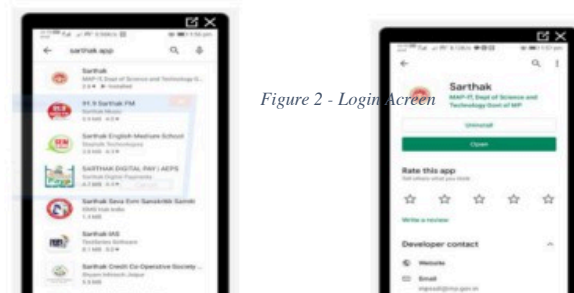 sarthak app
Sarthak
MAP-IT, Dept of Science and Technology G..
Installed
91.9 Sarthak FM
Sarthak Music
Sarthak English Medium School
SARTHAK DIGITAL PAY | AEPS
Sarthak Digital Payments
Sarthak Seva Evm Sanskritik Samiti
Sarthak IAS
Sarthak Credit Co-Operative Society ...
Figure 2 - Login Acreen
Sarthak
MAP-IT, Dept of Science and
Technology Govt of MP
Uninstall
Open
Rate this app
Tell others what you think
Write a review
Developer contact
Website
Email